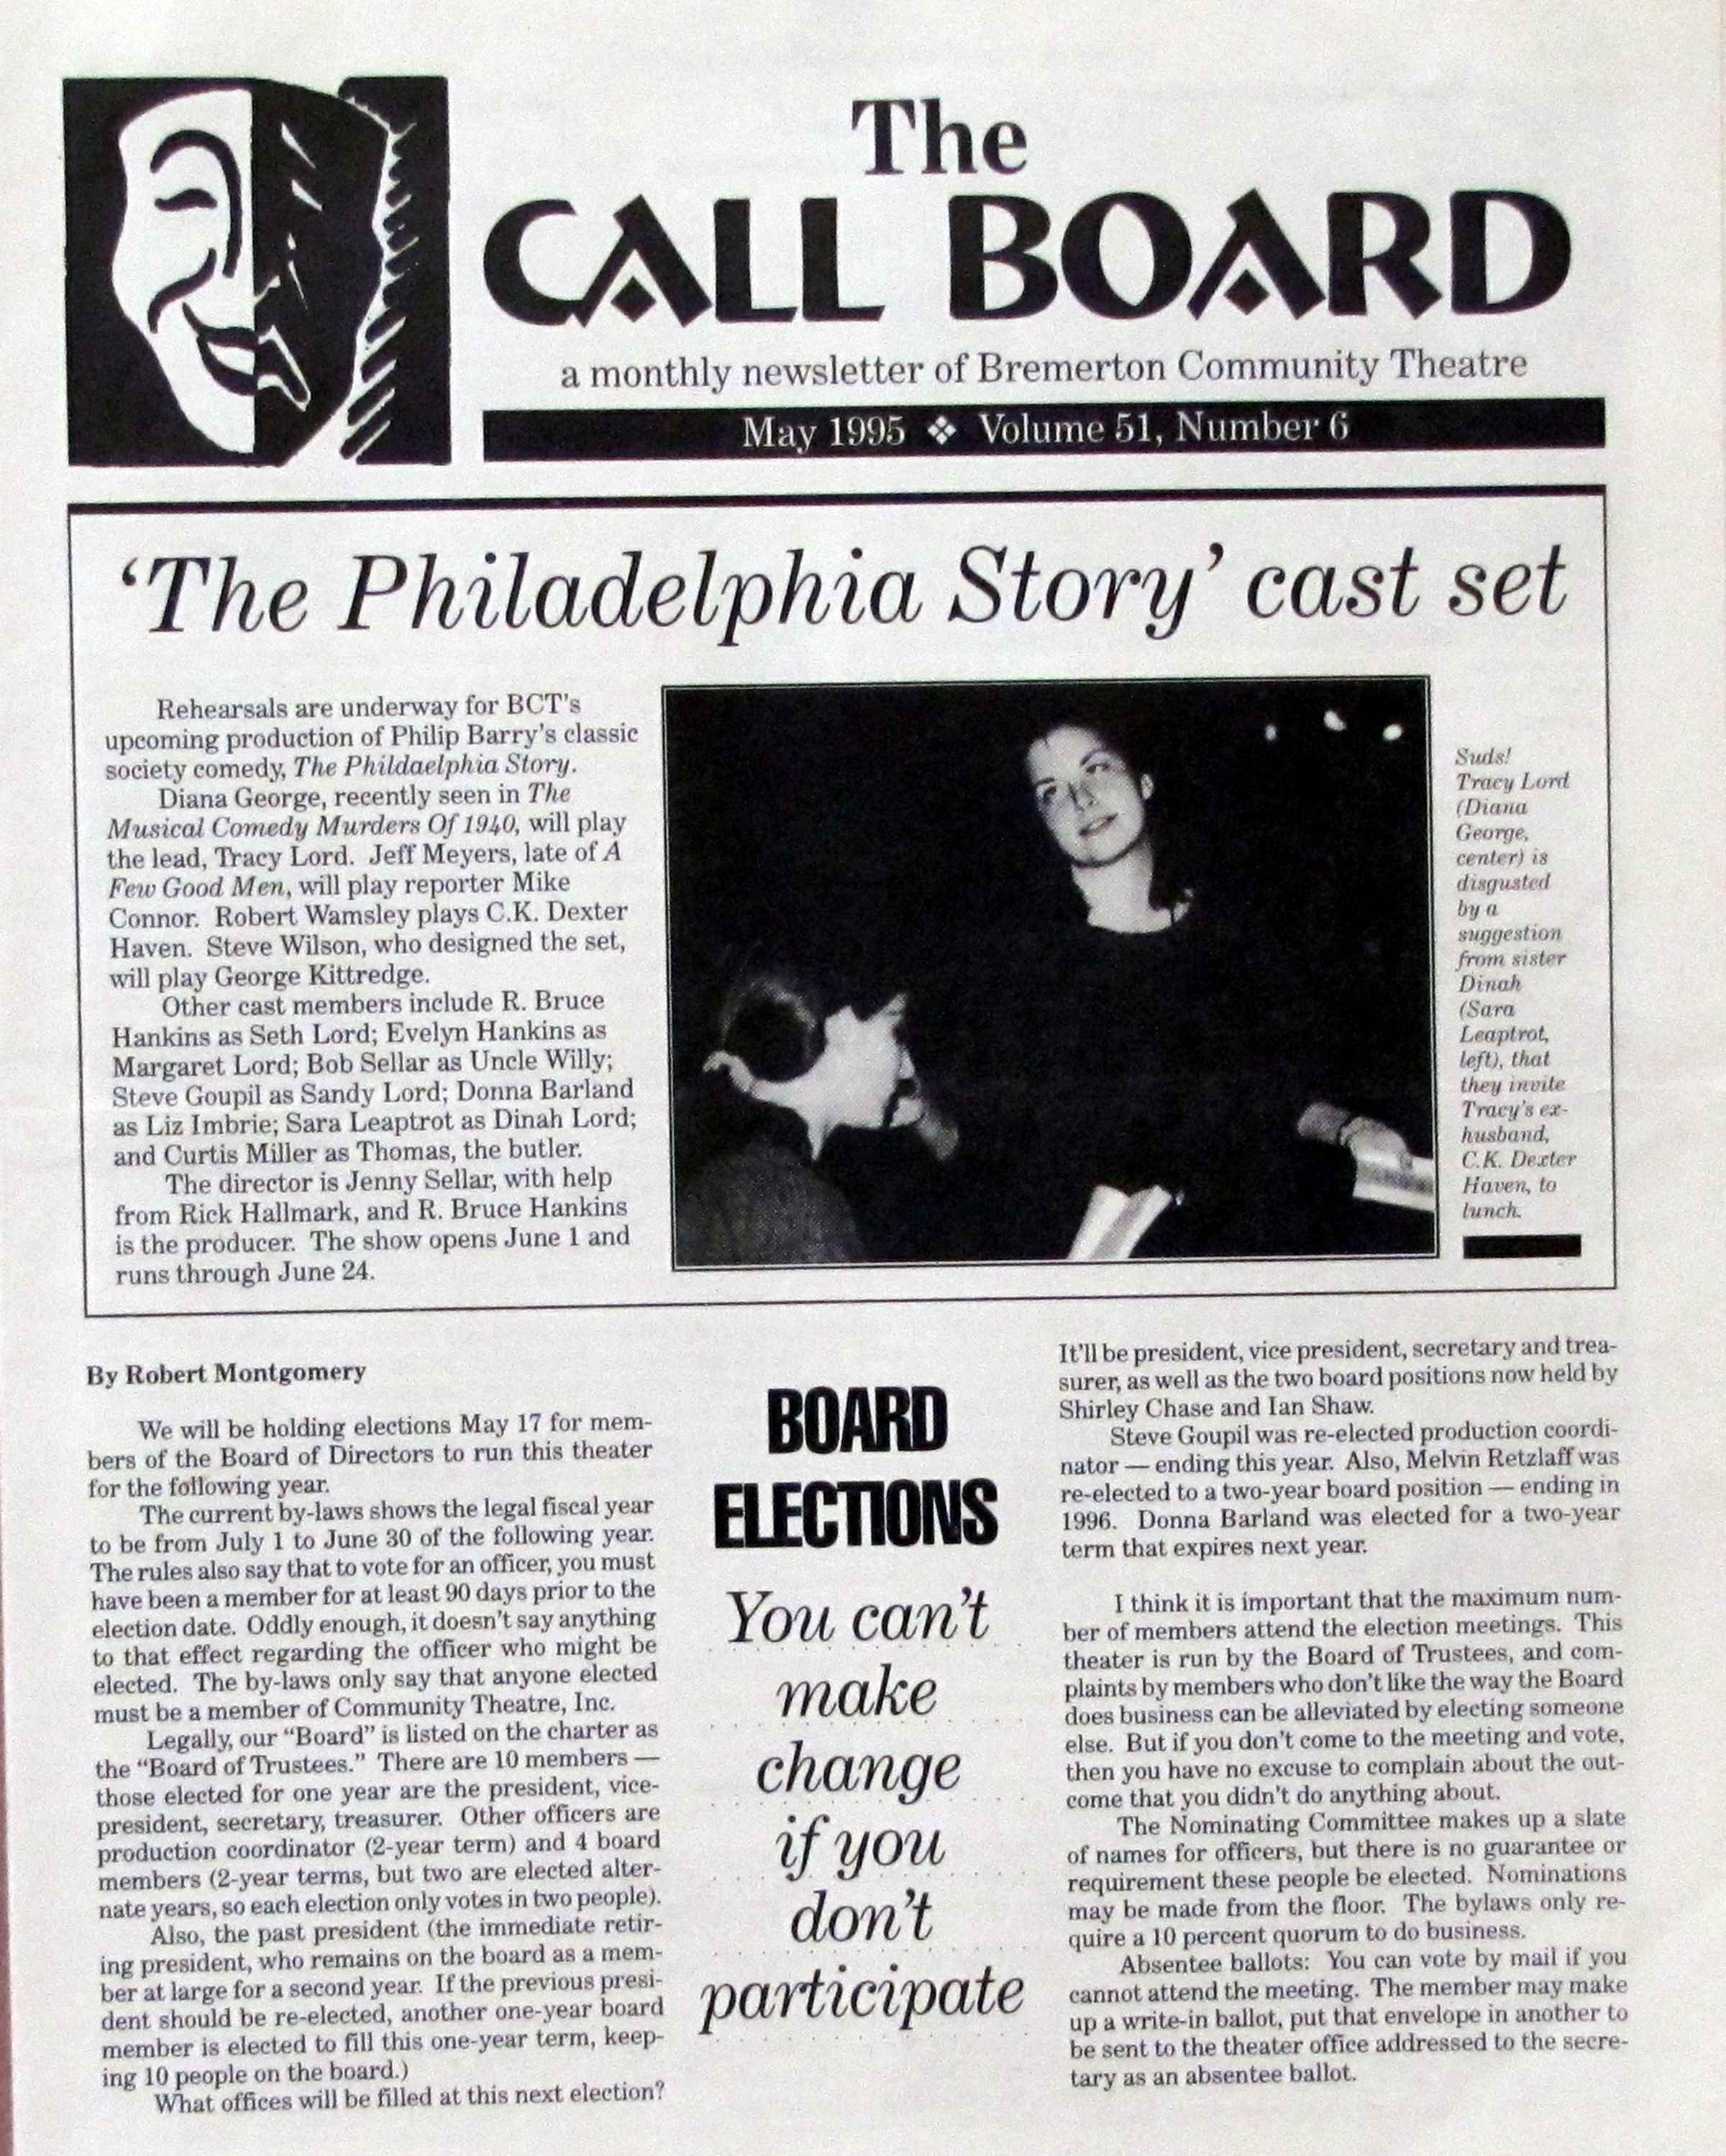 The
CALL BOARD
a monthly newsletter of Bremerton Community Theatre
May 1995 ❖ Volume 51, Number 6
‘The Philadelphia Story’ cast set
Rehearsals are underway for BCT’s
upcoming production of Philip Barry’s classic
society comedy, The Phildaelphia Story.
Diana George, recently seen in The
Musical Comedy Murders Of 1940, will play
the lead, Tracy Lord. Jeff Meyers, late of A
Few Good Men, will play reporter Mike
Connor. Robert Wamsley plays C.K. Dexter
Haven. Steve Wilson, who designed the set,
will play George Kittredge.
Other cast members include R. Bruce
Hankins as Seth Lord; Evelyn Hankins as
Margaret Lord; Bob Sellar as Uncle Willy;
Steve Goupil as Sandy Lord; Donna Barland
as Liz Imbrie; Sara Leaptrot as Dinah Lord;
and Curtis Miller as Thomas, the butler.
The director is Jenny Sellar, with help
from Rick Hallmark, and R. Bruce Hankins
is the producer. The show opens June 1 and
runs through June 24.
Suds!
Tracy Lord
(Diana
George,
center) is
disgusted
by a
suggestion
from sister
Dinah
(Sara
Leaptrot,
left), that
they invite
Tracy’s ex-
husband,
C.K. Dexter
Haven, to
lunch.
By Robert Montgomery
We will be holding elections May 17 for mem-
bers of the Board of Directors to run this theater
for the following year.
The current by-laws shows the legal fiscal year
to be from July 1 to June 30 of the following year.
The rules also say that to vote for an officer, you must
have been a member for at least 90 days prior to the
election date. Oddly enough, it doesn’t say anything
to that effect regarding the officer who might be
elected. The by-laws only say that anyone elected
must be a member of Community Theatre, Inc.
Legally, our “Board” is listed on the charter as
the “Board of Trustees.” There are 10 members —
those elected for one year are the president, vice-
president, secretary, treasurer. Other officers are
production coordinator (2-year term) and 4 board
members (2-year terms, but two are elected alter-
nate years, so each election only votes in two people).
Also, the past president (the immediate retir-
ing president, who remains on the board as a mem-
ber at large for a second year. If the previous presi-
dent should be re-elected, another one-year board
member is elected to fill this one-year term, keep-
ing 10 people on the board.)
What offices will be filled at this next election?
BOARD
ELECTIONS
You can’t
make
change
if you
don’t
participate
It’ll be president, vice president, secretary and trea-
surer, as well as the two board positions now held by
Shirley Chase and Ian Shaw.
Steve Goupil was re-elected production coordi-
nator — ending this year. Also, Melvin Retzlaff was
re-elected to a two-year board position — ending in
1996. Donna Barland was elected for a two-year
term that expires next year.
I think it is important that the maximum num-
ber of members attend the election meetings. This
theater is run by the Board of Trustees, and com-
plaints by members who don’t like the way the Board
does business can be alleviated by electing someone
else. But if you don’t come to the meeting and vote,
then you have no excuse to complain about the out-
come that you didn’t do anything about.
The Nominating Committee makes up a slate
of names for officers, but there is no guarantee or
requirement these people be elected. Nominations
may be made from the floor. The bylaws only re-
quire a 10 percent quorum to do business.
Absentee ballots: You can vote by mail if you
cannot attend the meeting. The member may make
up a write-in ballot, put that envelope in another to
be sent to the theater office addressed to the secre-
tary as an absentee ballot.